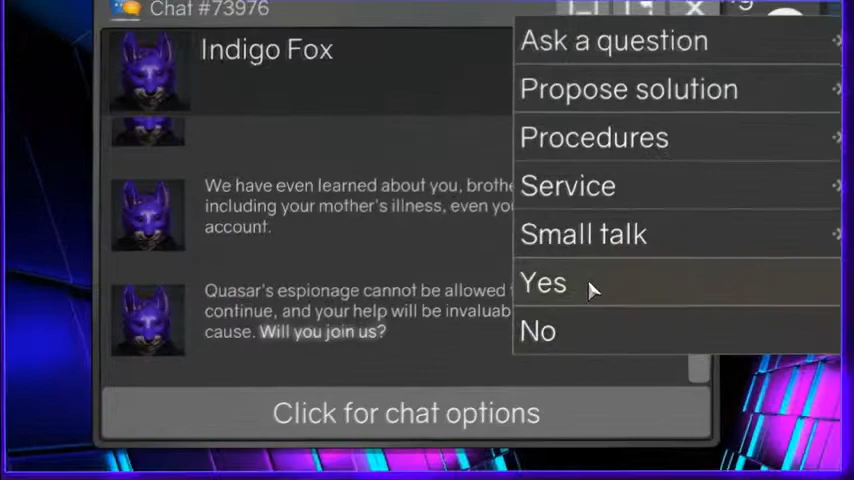 Chat #73976
Indigo Fox
We have even learned about you, brothe
including your mother's illness, even you
account.
Quasar's espionage cannot be allowed t
continue, and your help will be invaluab
cause. Will you join us?
Click for chat options
Ask a question
Propose solution
Procedures
Service
Small talk
Yes
No